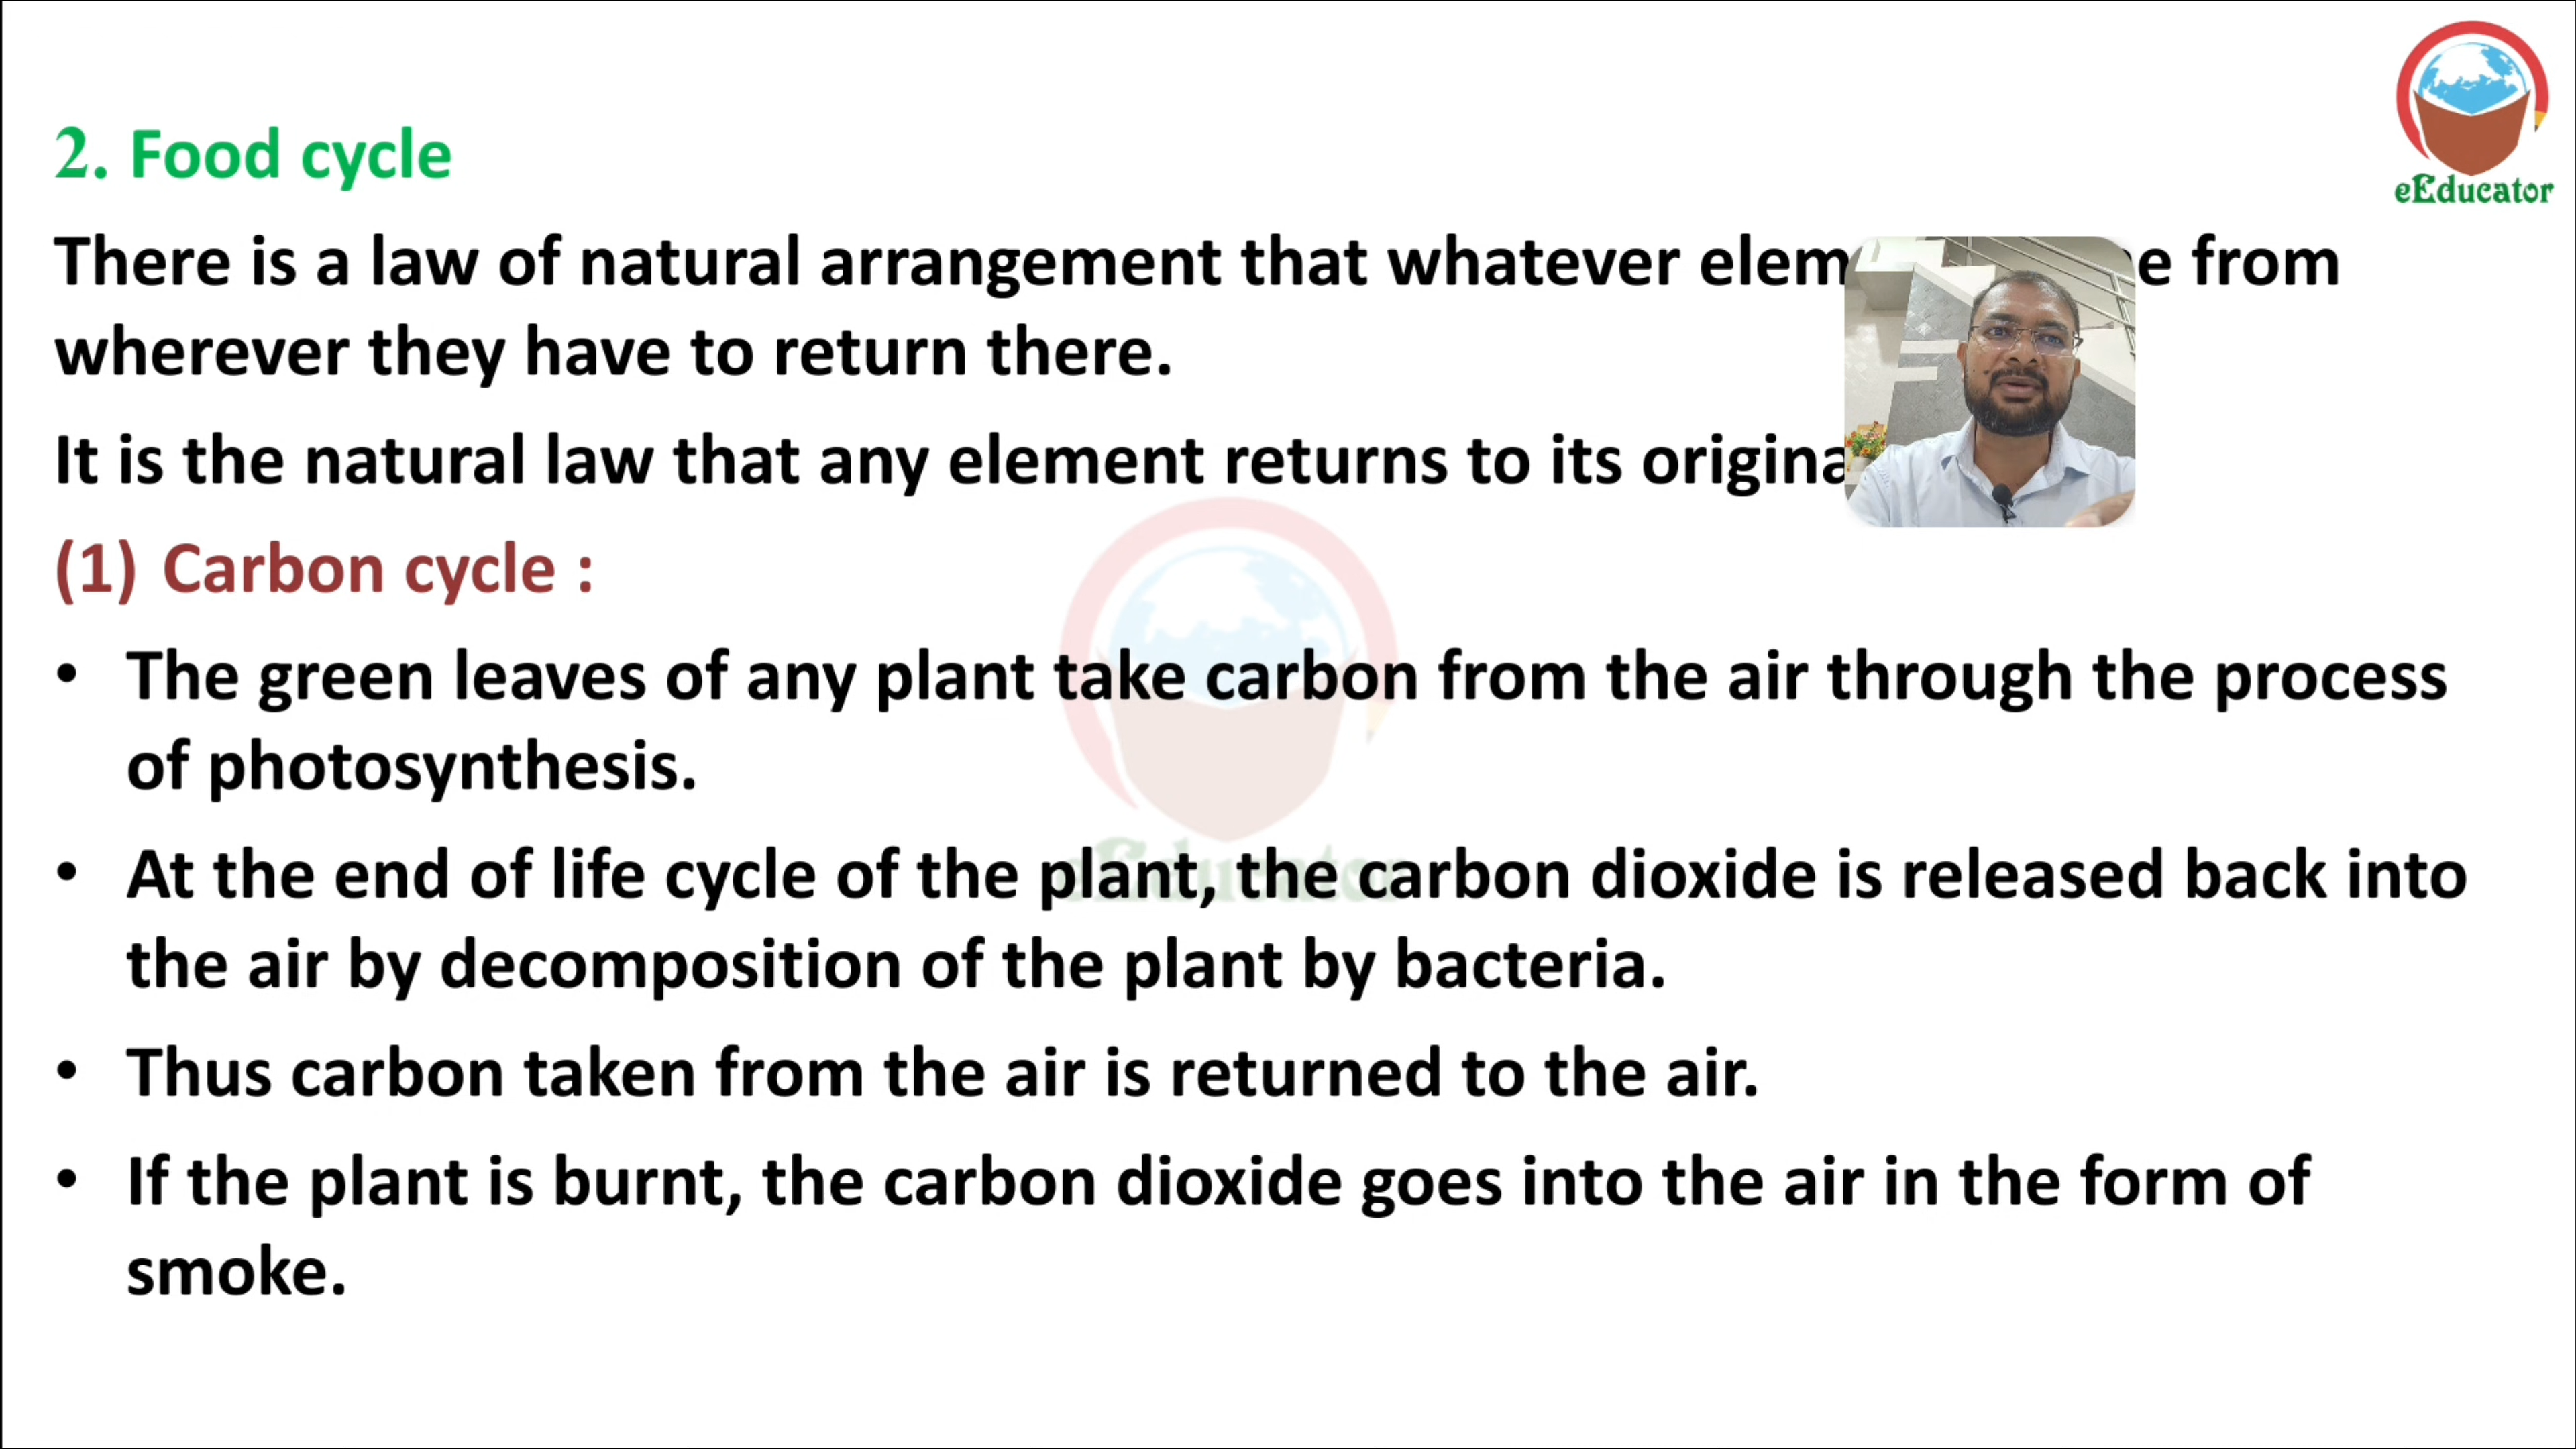 eEducator
2. Food cycle
There is a law of natural arrangement that whatever from
wherever they have to return there.
It is the natural law that any element returns to its
(1) Carbon cycle :
• The green leaves of any plant take carbon from the air through the process
of photosynthesis.
• At the end of life cycle of the plant, the carbon dioxide is released back into
the air by decomposition of the plant by bacteria.
• Thus carbon taken from the air is returned to the air.
• If the plant is burnt, the carbon dioxide goes into the air in the form of
smoke.
eEducator